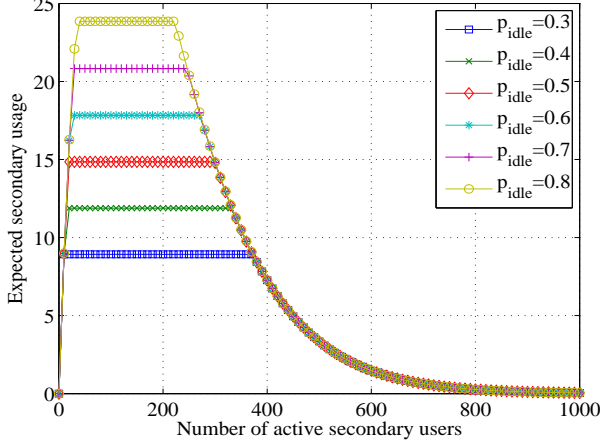 25
20
15
10
5
0
0
200
400
600
800
1000
Expected secondary usage
Number of active secondary users
p_idle=0.3
p_idle=0.4
p_idle=0.5
p_idle=0.6
p_idle=0.7
p_idle=0.8